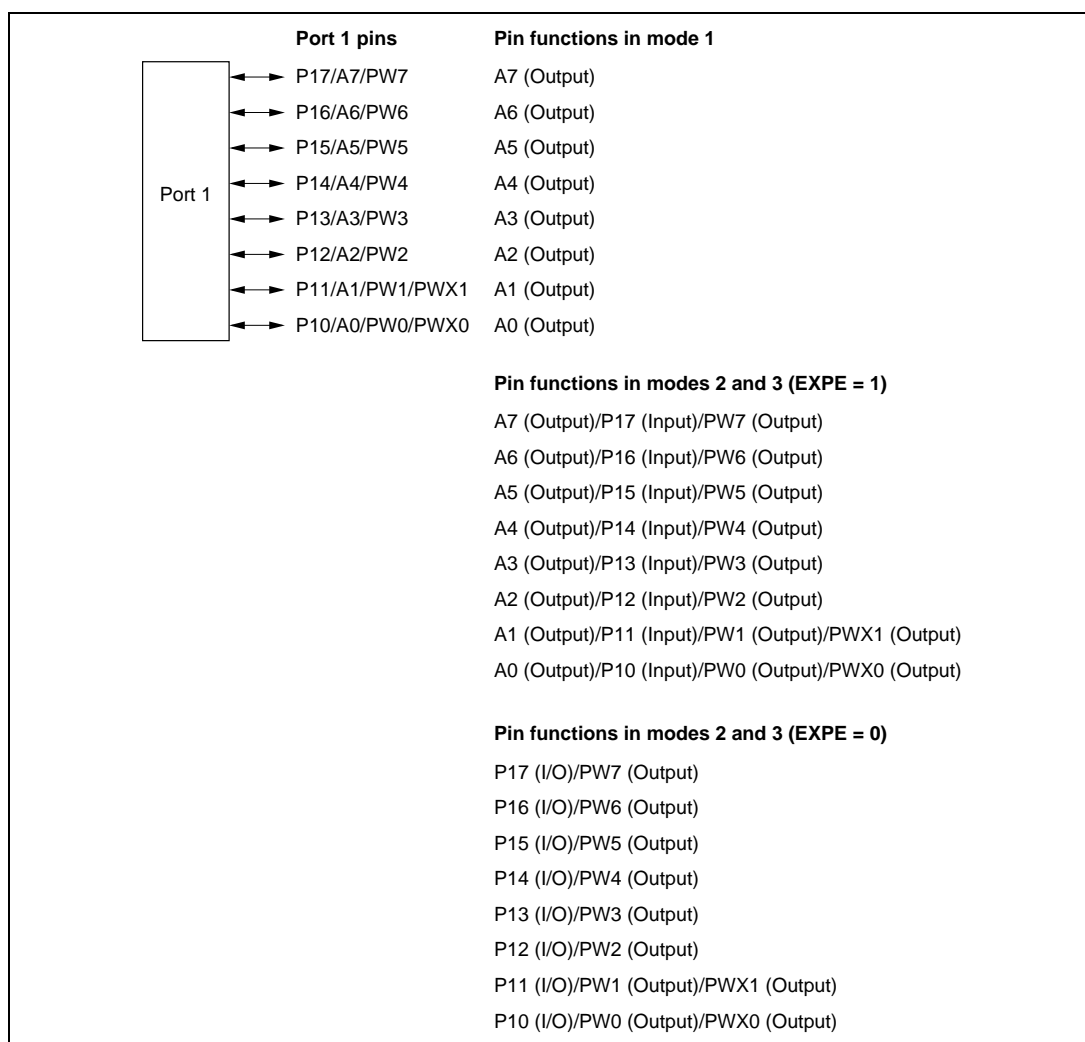 Port 1 pins Pin functions in mode 1
P17/A7/PW7 A7 (Output)
P16/A6/PW6 A6 (Output)
P15/A5/PW5 A5 (Output)
P14/A4/PW4 A4 (Output)
Port 1
P13/A3/PW3 A3 (Output)
P12/A2/PW2 A2 (Output)
P11/A1/PW1/PWX1 A1 (Output)
P10/A0/PW0/PWX0 A0 (Output)
Pin functions in modes 2 and 3 (EXPE = 1)
A7 (Output)/P17 (Input)/PW7 (Output)
A6 (Output)/P16 (Input)/PW6 (Output)
A5 (Output)/P15 (Input)/PW5 (Output)
A4 (Output)/P14 (Input)/PW4 (Output)
A3 (Output)/P13 (Input)/PW3 (Output)
A2 (Output)/P12 (Input)/PW2 (Output)
A1 (Output)/P11 (Input)/PW1 (Output)/PWX1 (Output)
A0 (Output)/P10 (Input)/PW0 (Output)/PWX0 (Output)
Pin functions in modes 2 and 3 (EXPE = 0)
P17 (I/O)/PW7 (Output)
P16 (I/O)/PW6 (Output)
P15 (I/O)/PW5 (Output)
P14 (I/O)/PW4 (Output)
P13 (I/O)/PW3 (Output)
P12 (I/O)/PW2 (Output)
P11 (I/O)/PW1 (Output)/PWX1 (Output)
P10 (I/O)/PW0 (Output)/PWX0 (Output)